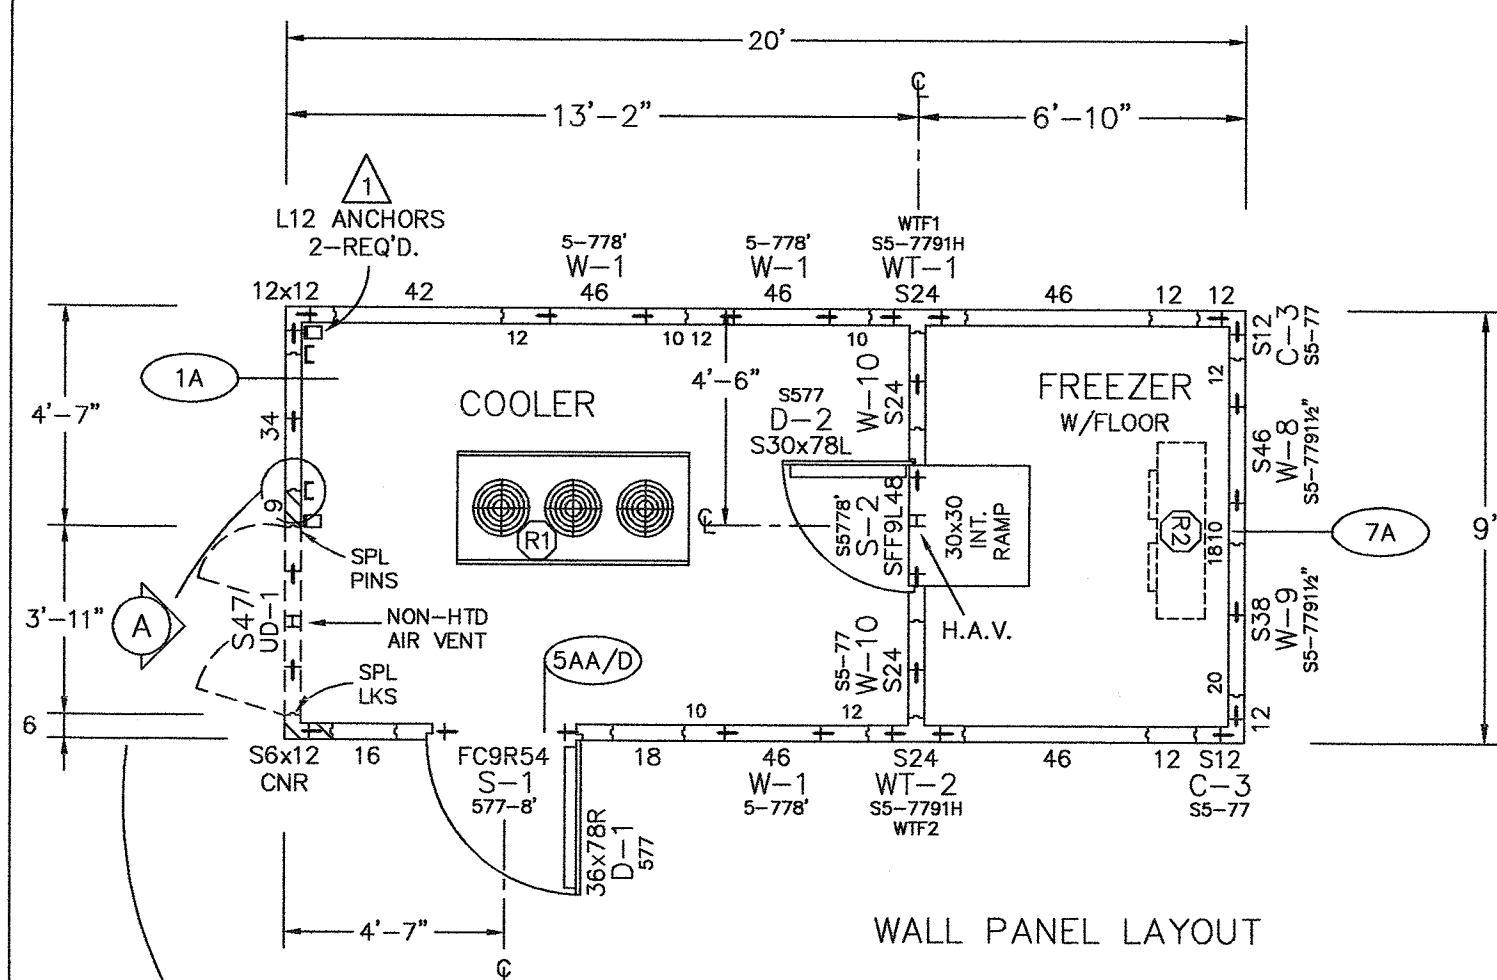 20'
13'-2"
℄
6'-10"
1
L12 ANCHORS
2-REQ'D.
5-778'
W-1
5-778'
W-1
WTF1
S5-7791H
WT-1
12x12
42
46
46
S24
46
12
12
12
10
12
10
S12
C-3
S5-77
12
1A
4'-7"
34
COOLER
4'-6"
S577
D-2
S30x78L
W-10
S24
FREEZER
W/FLOOR
S46
W-8
S5-7791½"
9
R1
℄
S5778'
S-2
SFF9L48
30x30
INT.
RAMP
R2
1810
7A
9'
SPL
PINS
3'-11"
A
S47
UD-1
NON-HTD
AIR VENT
H.A.V.
S38
W-9
S5-7791½"
SPL
LKS
5AA/D
S5-77
W-10
S24
20
12
6
10
12
S6x12
CNR
16
FC9R54
S-1
577-8'
18
46
W-1
5-778'
S24
WT-2
S5-7791H
WTF2
46
12
S12
C-3
S5-77
36x78R
D-1
577
4'-7"
℄
WALL PANEL LAYOUT